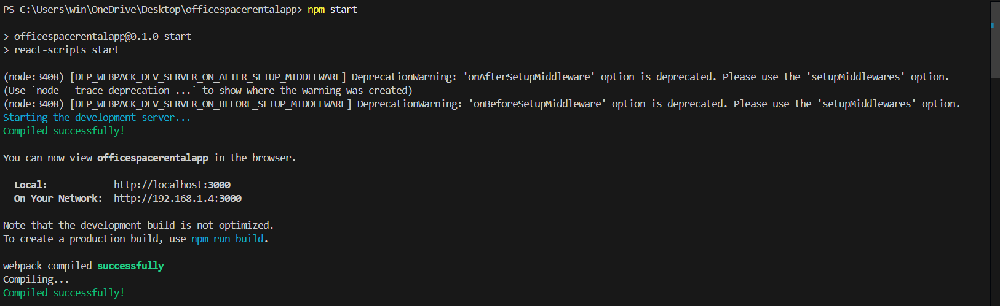 PS C:\Users\win\OneDrive\Desktop\officespacerentalapp> npm start
> officespacerentalapp@0.1.0 start
> react-scripts start
(node:3408) [DEP_WEBPACK_DEV_SERVER_ON_AFTER_SETUP_MIDDLEWARE] DeprecationWarning: 'onAfterSetupMiddleware' option is deprecated. Please use the 'setupMiddlewares' option.
(Use `node --trace-deprecation ...` to show where the warning was created)
(node:3408) [DEP_WEBPACK_DEV_SERVER_ON_BEFORE_SETUP_MIDDLEWARE] DeprecationWarning: 'onBeforeSetupMiddleware' option is deprecated. Please use the 'setupMiddlewares' option.
Starting the development server...
Compiled successfully!
You can now view officespacerentalapp in the browser.
Local: http://localhost:3000
On Your Network: http://192.168.1.4:3000
Note that the development build is not optimized.
To create a production build, use npm run build.
webpack compiled successfully
Compiling...
Compiled successfully!